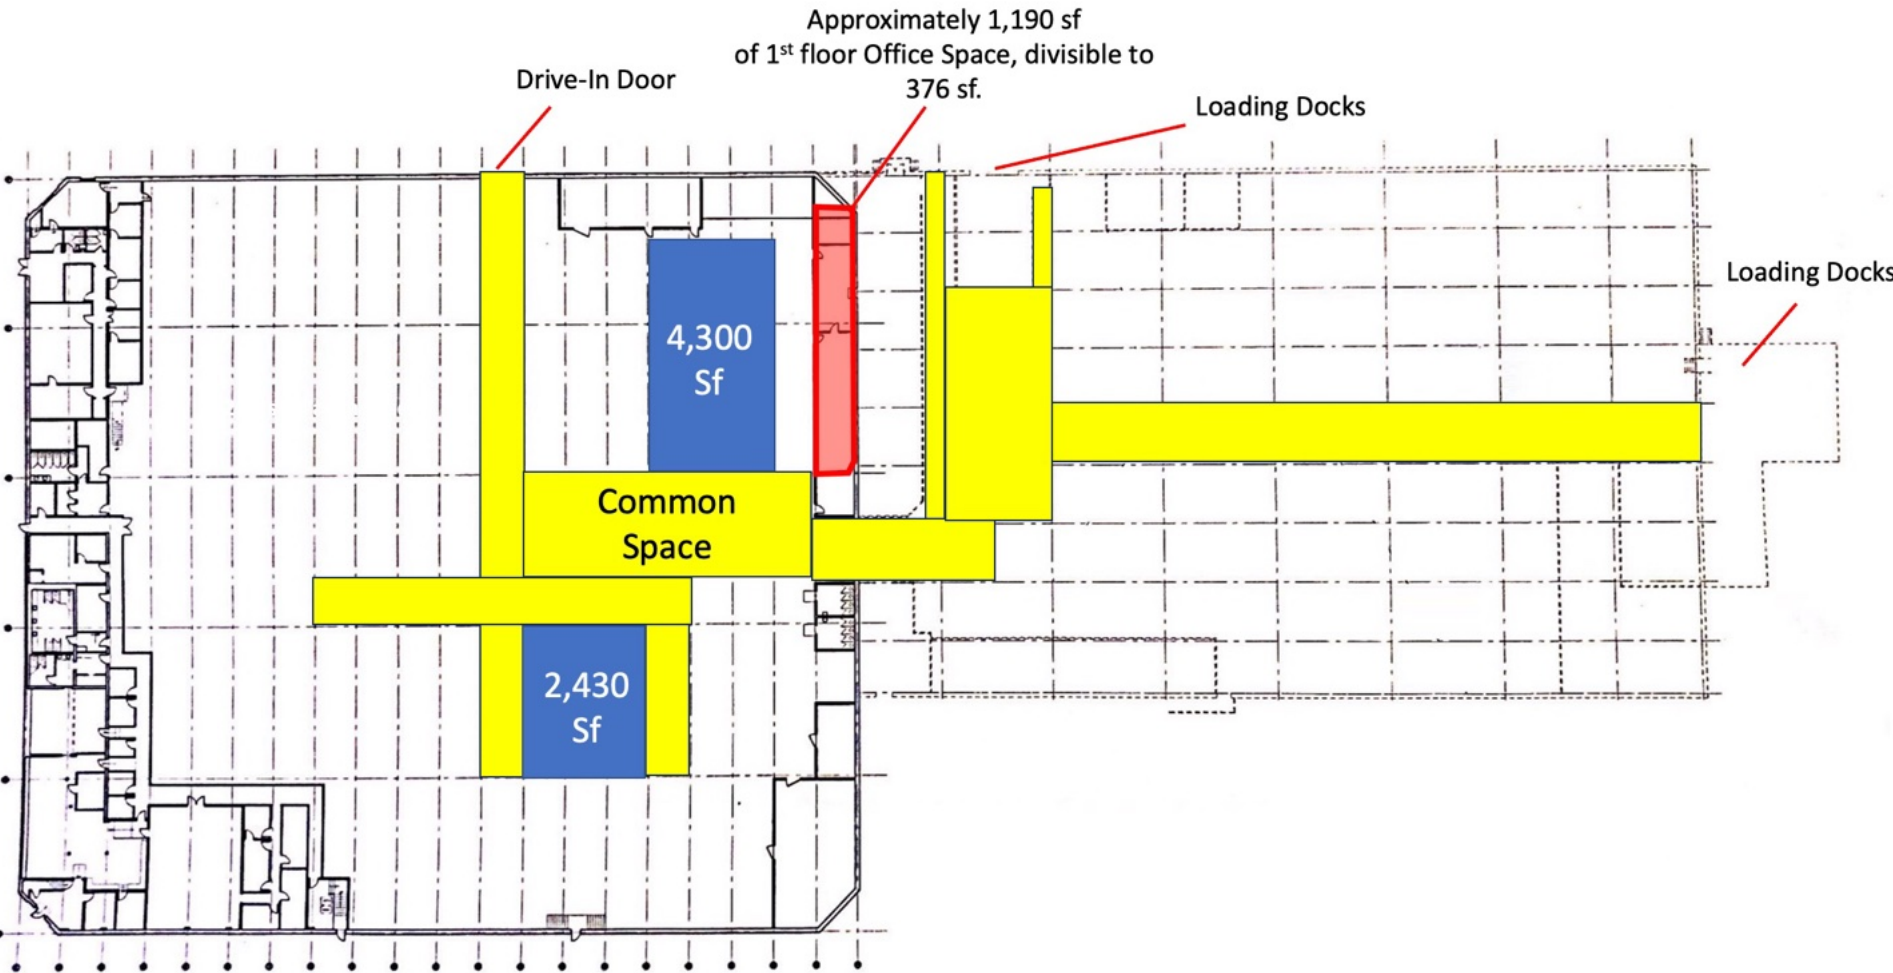 Approximately 1,190 sf
of 1st floor Office Space, divisible to
376 sf.
Drive-In Door
Loading Docks
Loading Docks
4,300
Sf
Common
Space
2,430
Sf